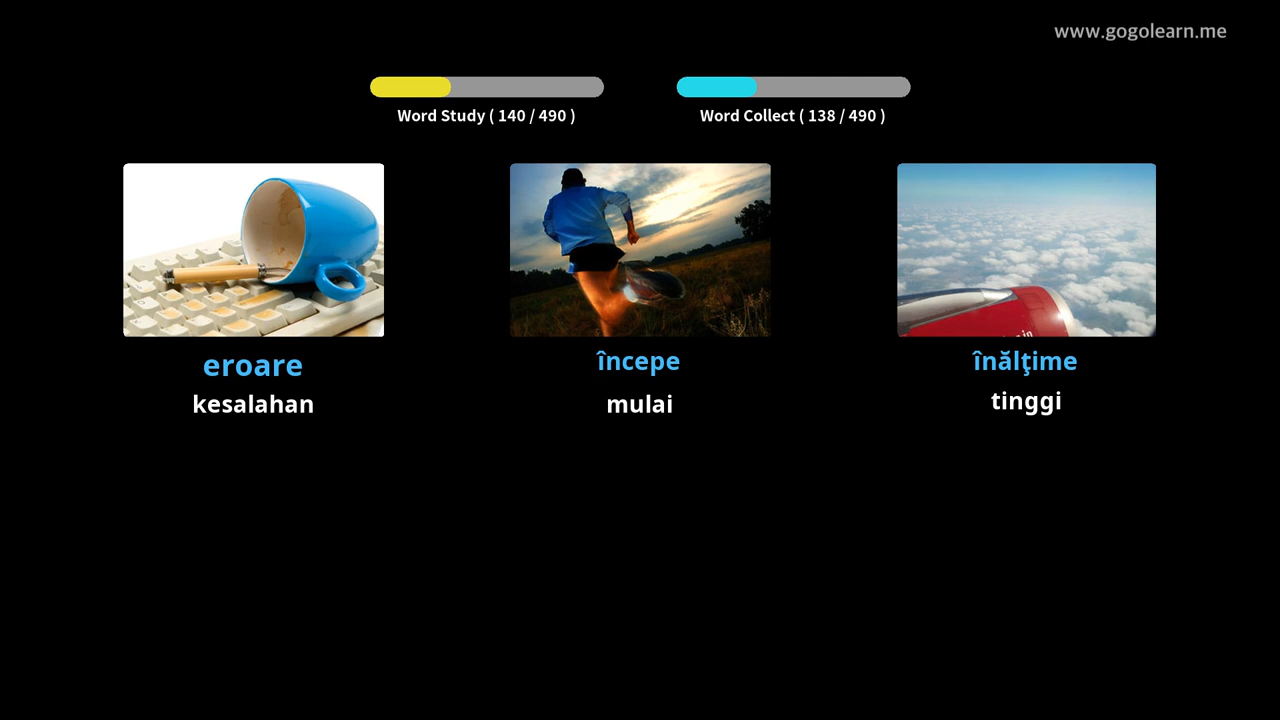 www.gogolearn.me
Word Study ( 140 / 490 )
Word Collect ( 138 / 490 )
eroare
începe
înălţime
kesalahan
mulai
tinggi